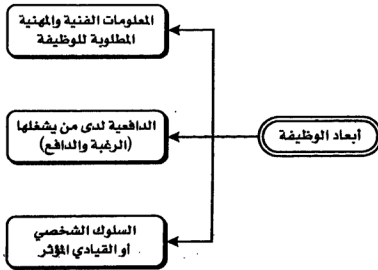 المعلومات الفنية والمهنية
المطلوبة للوظيفة
أبعاد الوظيفة
الدافعية لدى من يشغلها
(الرغبة والدافع)
السلوك الشخصي
أو القيادي المؤثر